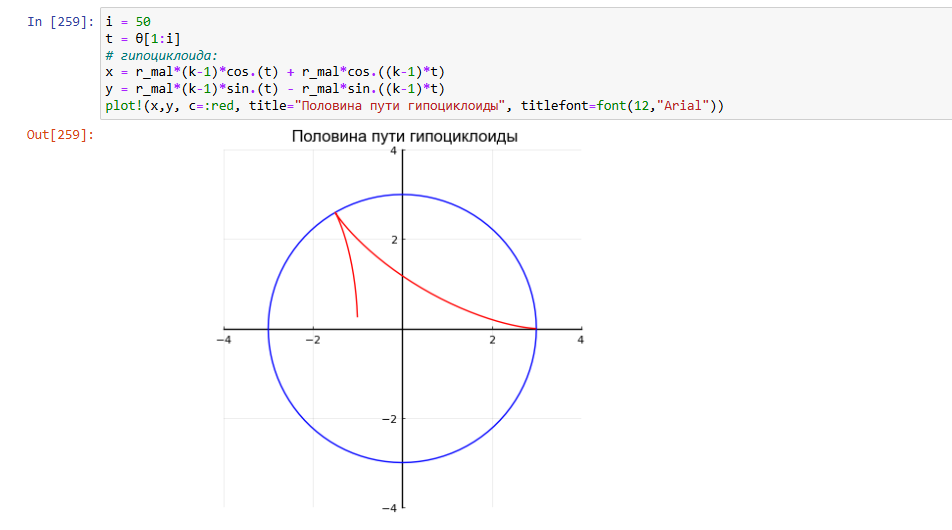 In [259]: i = 50
t = θ[1:i]
# гипоциклоида:
x = r_mal*(k-1)*cos.(t) + r_mal*cos.((k-1)*t)
y = r_mal*(k-1)*sin.(t) - r_mal*sin.((k-1)*t)
plot!(x,y, c=:red, title="Половина пути гипоциклоиды", titlefont=font(12,"Arial"))
Out[259]:
Половина пути гипоциклоиды
4
2
−4 −2 2 4
−2
−4